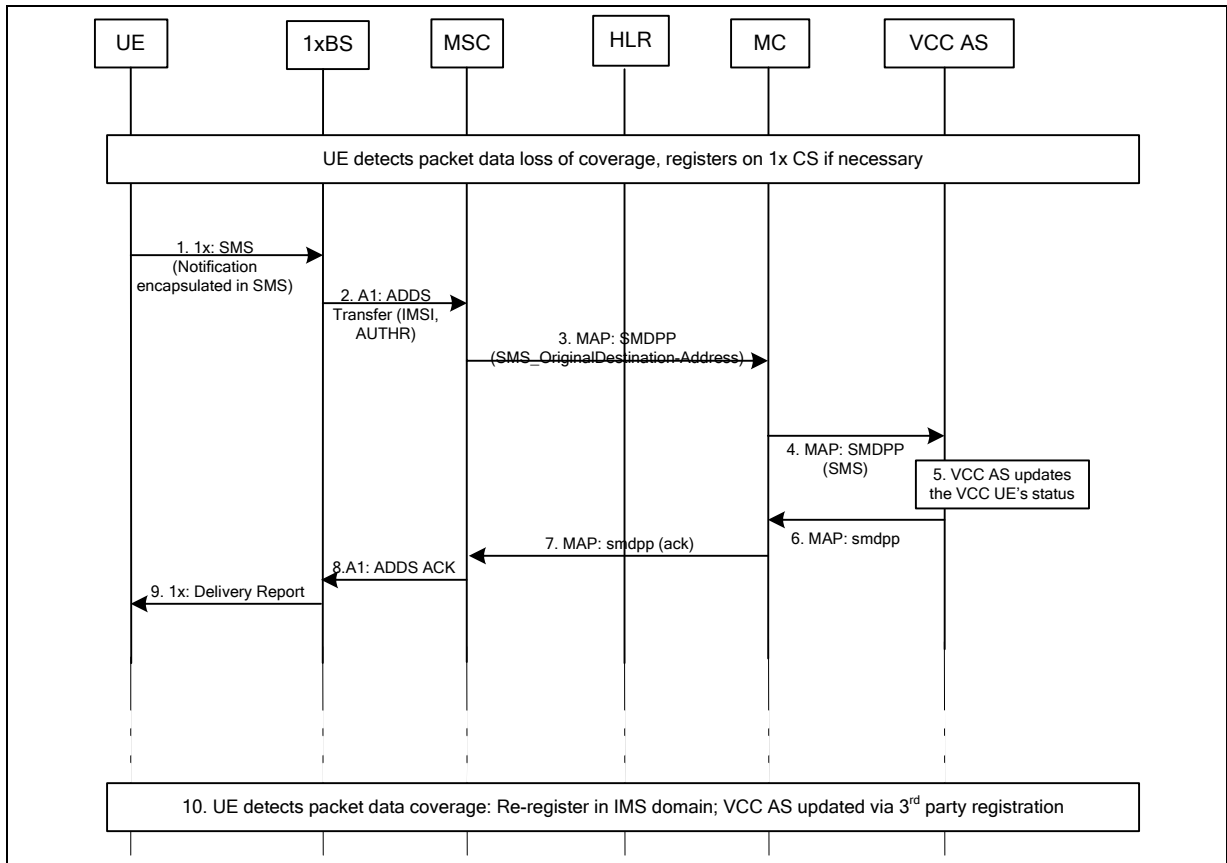 UE
1xBS
MSC
HLR
MC
VCC AS
UE detects packet data loss of coverage, registers on 1x CS if necessary
1. 1x: SMS
(Notification
encapsulated in SMS)
2. A1: ADDS
Transfer (IMSI,
AUTHR)
3. MAP: SMDPP
(SMS_OriginalDestination-Address)
4. MAP: SMDPP
(SMS)
5. VCC AS updates
the VCC UE's status
6. MAP: smdpp
7. MAP: smdpp (ack)
8.A1: ADDS ACK
9. 1x: Delivery Report
10. UE detects packet data coverage: Re-register in IMS domain; VCC AS updated via 3rd party registration